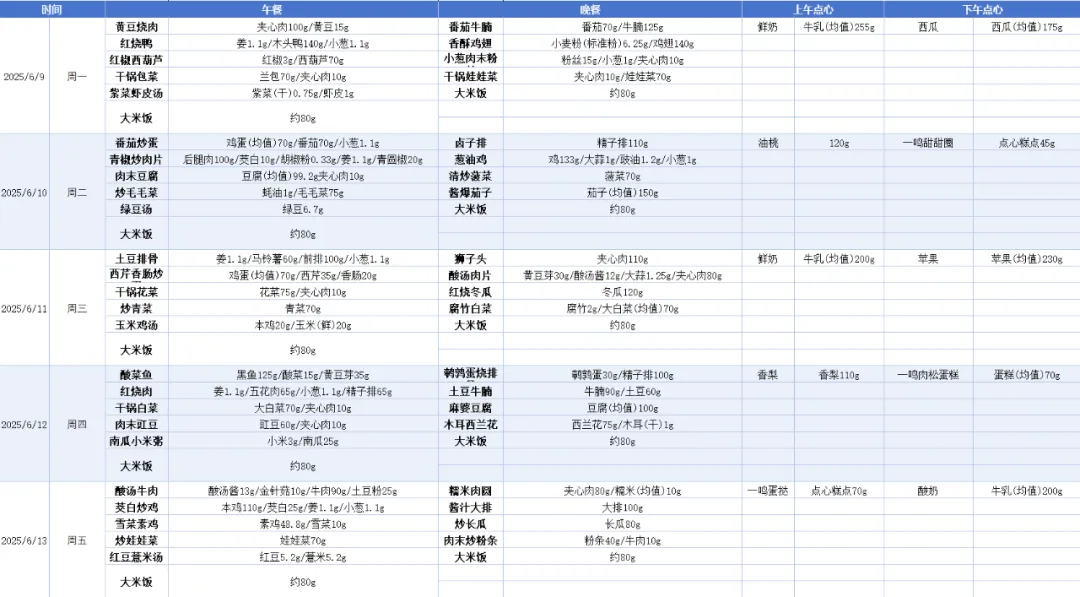 时间 午餐 晚餐 上午点心 下午点心
黄豆烧肉 夹心肉100g/黄豆15g 番茄牛腩 番茄70g/牛腩125g 鲜奶 牛乳(均值)255g 西瓜 西瓜(均值)175g
红烧鸭 姜1.1g/木头鸭140g/小葱1.1g 香酥鸡翅 小麦粉(标准粉)6.25g/鸡翅140g
红椒西葫芦 红椒3g/西葫芦70g 小葱肉末粉 粉丝15g/小葱1g/夹心肉10g
2025/6/9 周一 干锅包菜 兰包70g/夹心肉10g 干锅娃娃菜 夹心肉10g/娃娃菜70g
紫菜虾皮汤 紫菜(干)0.75g/虾皮1g 大米饭 约80g
大米饭 约80g
番茄炒蛋 鸡蛋(均值)70g/番茄70g/小葱1.1g 卤子排 精子排110g 油桃 120g 一鸣甜甜圈 点心糕点45g
青椒炒肉片 后腿肉100g/茭白10g/胡椒粉0.33g/姜1.1g/青圆椒20g 葱油鸡 鸡133g/大蒜1g/豉油1.2g/小葱1g
肉末豆腐 豆腐(均值)99.2g夹心肉10g 清炒菠菜 菠菜70g
2025/6/10 周二 炒毛毛菜 蚝油1g/毛毛菜75g 酱爆茄子 茄子(均值)150g
绿豆汤 绿豆6.7g 大米饭 约80g
大米饭 约80g
土豆排骨 姜1.1g/马铃薯60g/前排100g/小葱1.1g 狮子头 夹心肉110g 鲜奶 牛乳(均值)200g 苹果 苹果(均值)230g
西芹香肠炒 鸡蛋(均值)70g/西芹35g/香肠20g 酸汤肉片 黄豆芽30g/酸汤酱12g/大蒜1.25g/夹心肉80g
干锅花菜 花菜75g/夹心肉10g 红烧冬瓜 冬瓜120g
2025/6/11 周三 炒青菜 青菜70g 腐竹白菜 腐竹2g/大白菜(均值)70g
玉米鸡汤 本鸡20g/玉米(鲜)20g 大米饭 约80g
大米饭 约80g
酸菜鱼 黑鱼125g/酸菜15g/黄豆芽35g 鹌鹑蛋烧排 鹌鹑蛋30g/精子排100g 香梨 香梨110g 一鸣肉松蛋糕 蛋糕(均值)70g
红烧肉 姜1.1g/五花肉65g/小葱1.1g/精子排65g 土豆牛腩 牛腩90g/土豆60g
干锅白菜 大白菜70g/夹心肉10g 麻婆豆腐 豆腐(均值)100g
2025/6/12 周四 肉末豇豆 豇豆60g/夹心肉10g 木耳西兰花 西兰花75g/木耳(干)1g
南瓜小米粥 小米3g/南瓜25g 大米饭 约80g
大米饭 约80g
酸汤牛肉 酸汤酱13g/金针菇10g/牛肉90g/土豆粉25g 糯米肉圆 夹心肉80g/糯米(均值)10g 一鸣蛋挞 点心糕点70g 酸奶 牛乳(均值)200g
茭白炒鸡 本鸡110g/茭白25g/姜1.1g/小葱1.1g 酱汁大排 大排100g
雪菜素鸡 素鸡48.8g/雪菜10g 炒长瓜 长瓜80g
2025/6/13 周五 炒娃娃菜 娃娃菜70g 肉末炒粉条 粉条40g/牛肉10g
红豆薏米汤 红豆5.2g/薏米5.2g 大米饭 约80g
大米饭 约80g